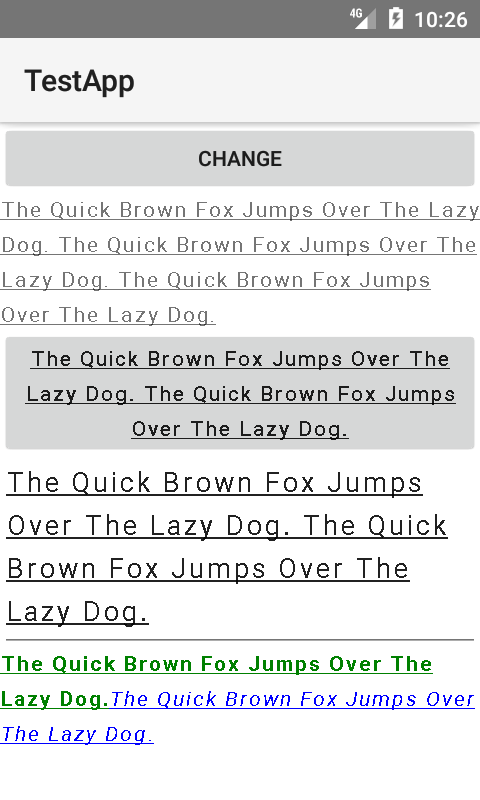 4G 10:26
TestApp
CHANGE
The Quick Brown Fox Jumps Over The Lazy
Dog. The Quick Brown Fox Jumps Over The
Lazy Dog. The Quick Brown Fox Jumps
Over The Lazy Dog.
The Quick Brown Fox Jumps Over The
Lazy Dog. The Quick Brown Fox Jumps
Over The Lazy Dog.
The Quick Brown Fox Jumps
Over The Lazy Dog. The Quick
Brown Fox Jumps Over The
Lazy Dog.
The Quick Brown Fox Jumps Over The
Lazy Dog.The Quick Brown Fox Jumps Over
The Lazy Dog.